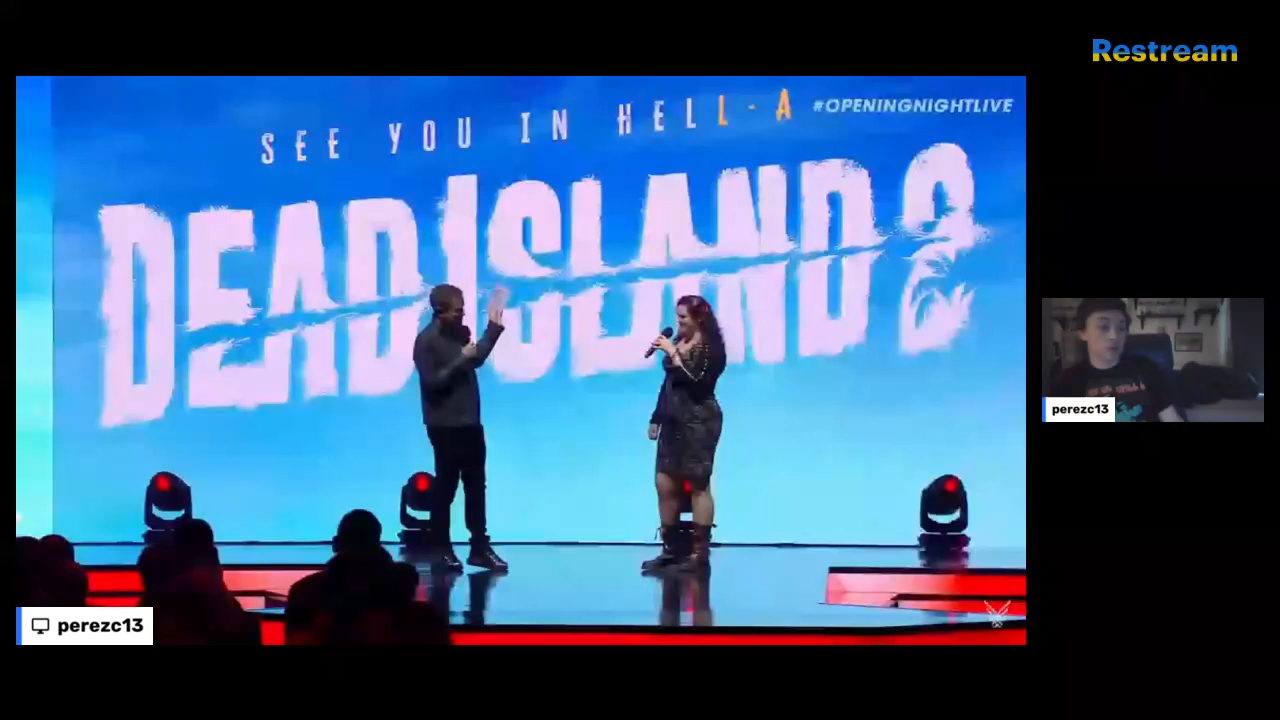 Restream
#OPENINGNIGHTLIVE
SEE YOU IN HELL-A
DEAD ISLAND 2
perezc13
perezc13